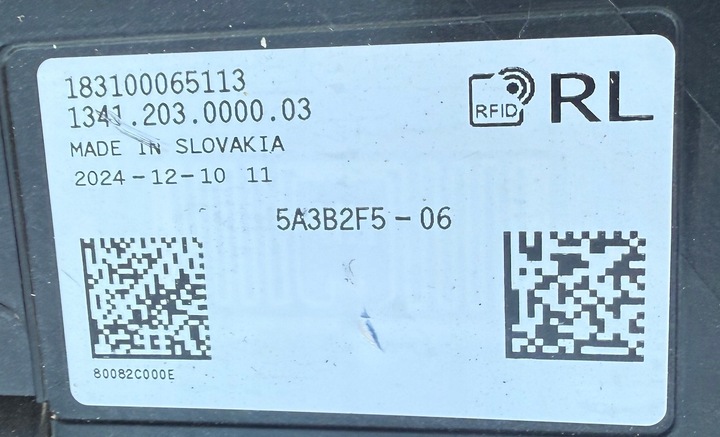 183100065113
1341.203.0000.03
MADE IN SLOVAKIA
2024-12-10 11
RFID
RL
5A3B2F5-06
80082C000E